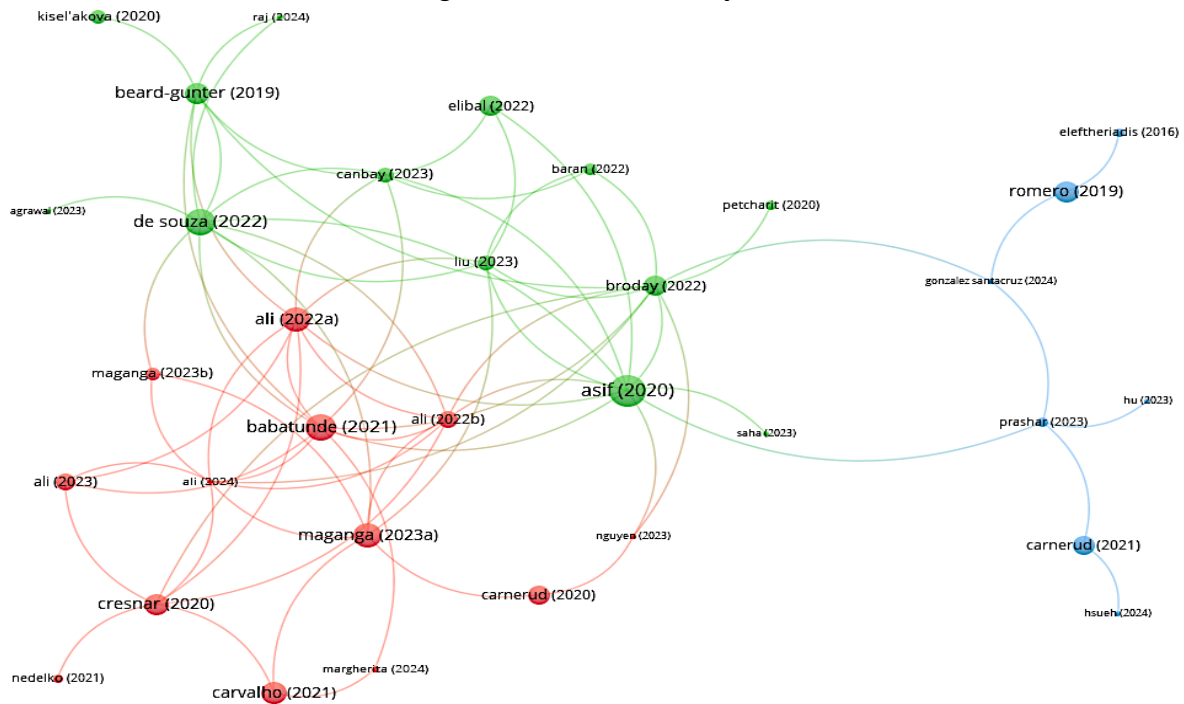 kisel'akova (2020)
raj (2024)
beard-gunter (2019)
elibal (2022)
eleftheriadis (2016)
baran (2022)
canbay (2023)
romero (2019)
petcharit (2020)
agrawal (2023)
de souza (2022)
liu (2023)
gonzalez santacruz (2024)
broday (2022)
ali (2022a)
maganga (2023b)
asif (2020)
hu (2023)
ali (2022b)
prashar (2023)
babatunde (2021)
saha (2023)
ali (2023)
ali (2024)
maganga (2023a)
nguyen (2023)
carnerud (2021)
carnerud (2020)
cresnar (2020)
hsueh (2024)
margherita (2024)
nedelko (2021)
carvalho (2021)